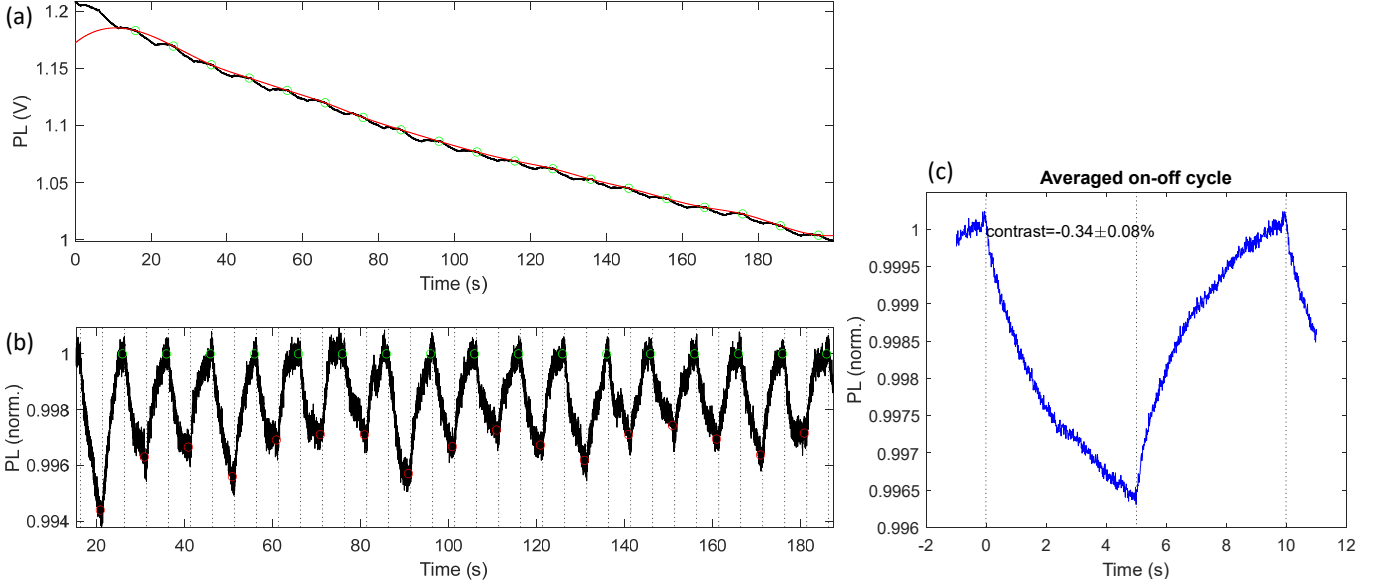 (a)
PL (V)
1.2
1.15
1.1
1.05
1
0 20 40 60 80 100 120 140 160 180
Time (s)
(b)
PL (norm.)
1
0.998
0.996
0.994
20 40 60 80 100 120 140 160 180
Time (s)
(c)
Averaged on-off cycle
contrast=-0.34±0.08%
PL (norm.)
1
0.9995
0.999
0.9985
0.998
0.9975
0.997
0.9965
0.996
-2 0 2 4 6 8 10 12
Time (s)